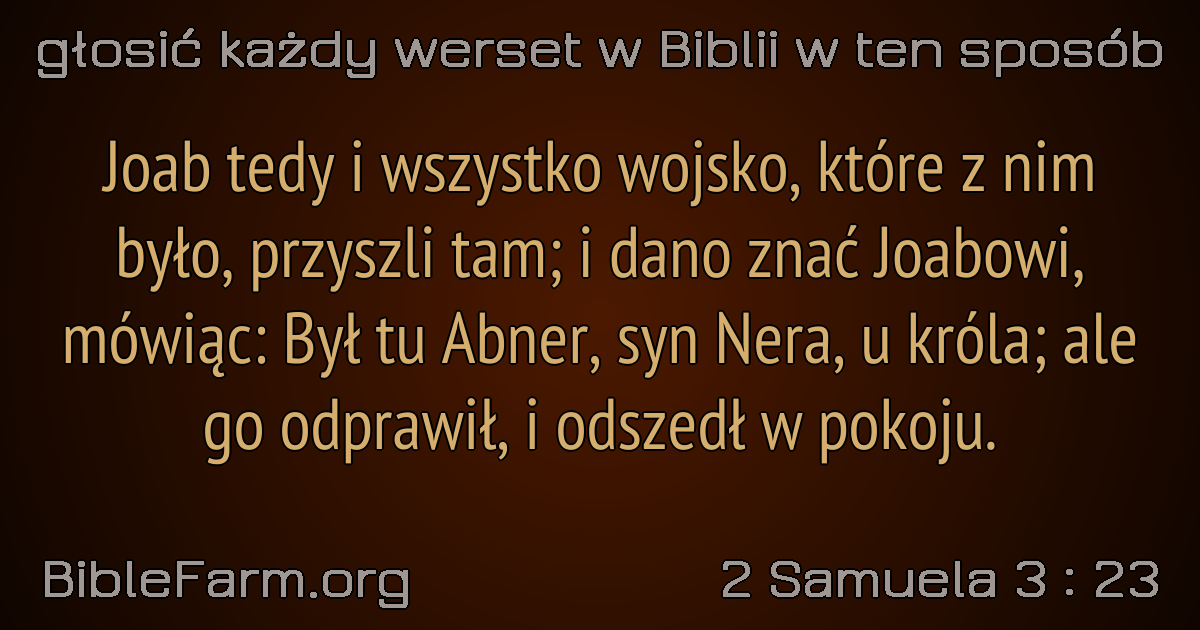 głosić każdy werset w Biblii w ten sposób
Joab tedy i wszystko wojsko, które z nim
było, przyszli tam; i dano znać Joabowi,
mówiąc: Był tu Abner, syn Nera, u króla; ale
go odprawił, i odszedł w pokoju.
BibleFarm.org
2 Samuela 3 : 23